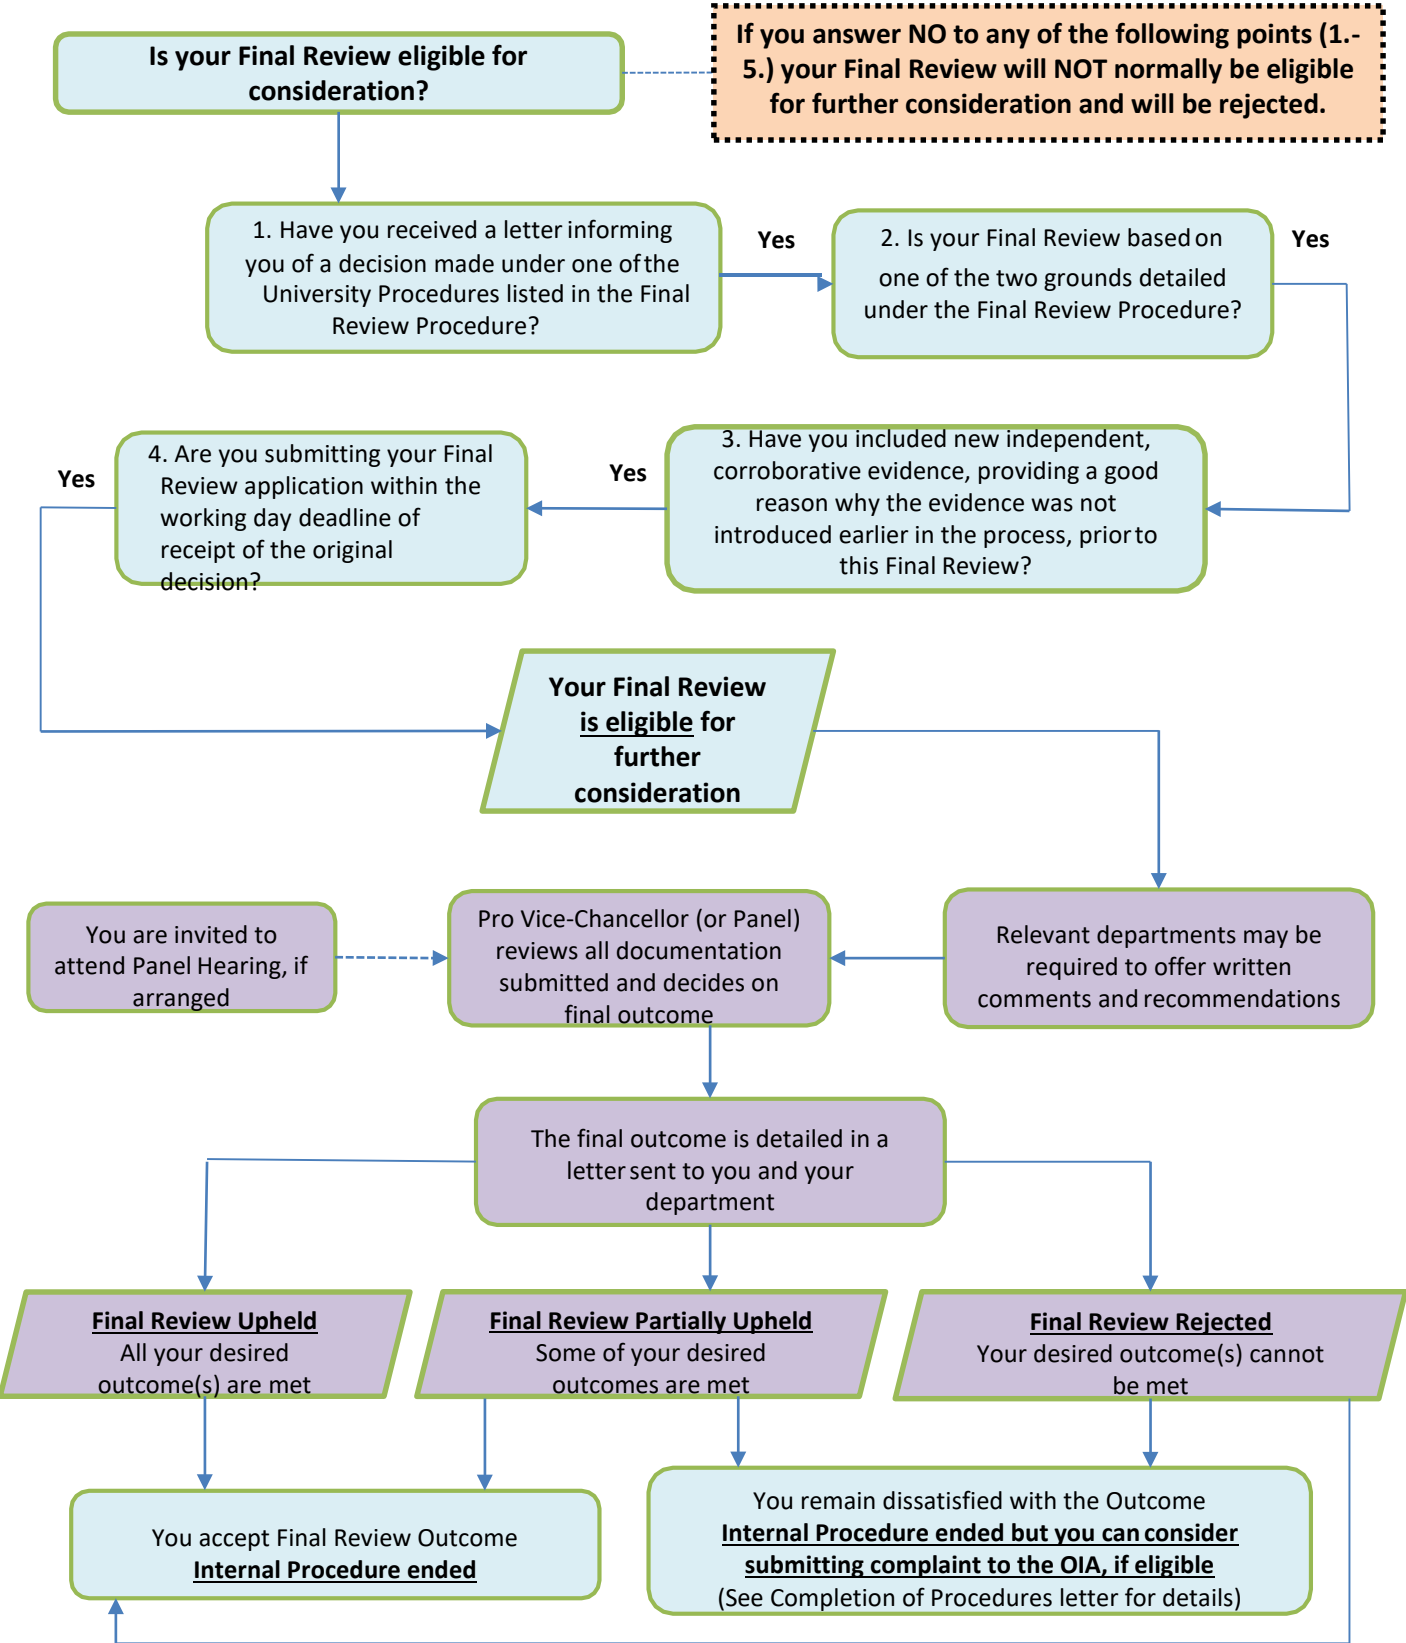 Is your Final Review eligible for
consideration?
If you answer NO to any of the following points (1.-
5.) your Final Review will NOT normally be eligible
for further consideration and will be rejected.
1. Have you received a letter informing
you of a decision made under one of the
University Procedures listed in the Final
Review Procedure?
Yes
2. Is your Final Review based on
one of the two grounds detailed
under the Final Review Procedure?
Yes
3. Have you included new independent,
corroborative evidence, providing a good
reason why the evidence was not
introduced earlier in the process, prior to
this Final Review?
Yes
4. Are you submitting your Final
Review application within the
working day deadline of
receipt of the original
decision?
Yes
Your Final Review
is eligible for
further
consideration
You are invited to
attend Panel Hearing, if
arranged
Pro Vice-Chancellor (or Panel)
reviews all documentation
submitted and decides on
final outcome
Relevant departments may be
required to offer written
comments and recommendations
The final outcome is detailed in a
letter sent to you and your
department
Final Review Upheld
All your desired
outcome(s) are met
Final Review Partially Upheld
Some of your desired
outcomes are met
Final Review Rejected
Your desired outcome(s) cannot
be met
You accept Final Review Outcome
Internal Procedure ended
You remain dissatisfied with the Outcome
Internal Procedure ended but you can consider
submitting complaint to the OIA, if eligible
(See Completion of Procedures letter for details)